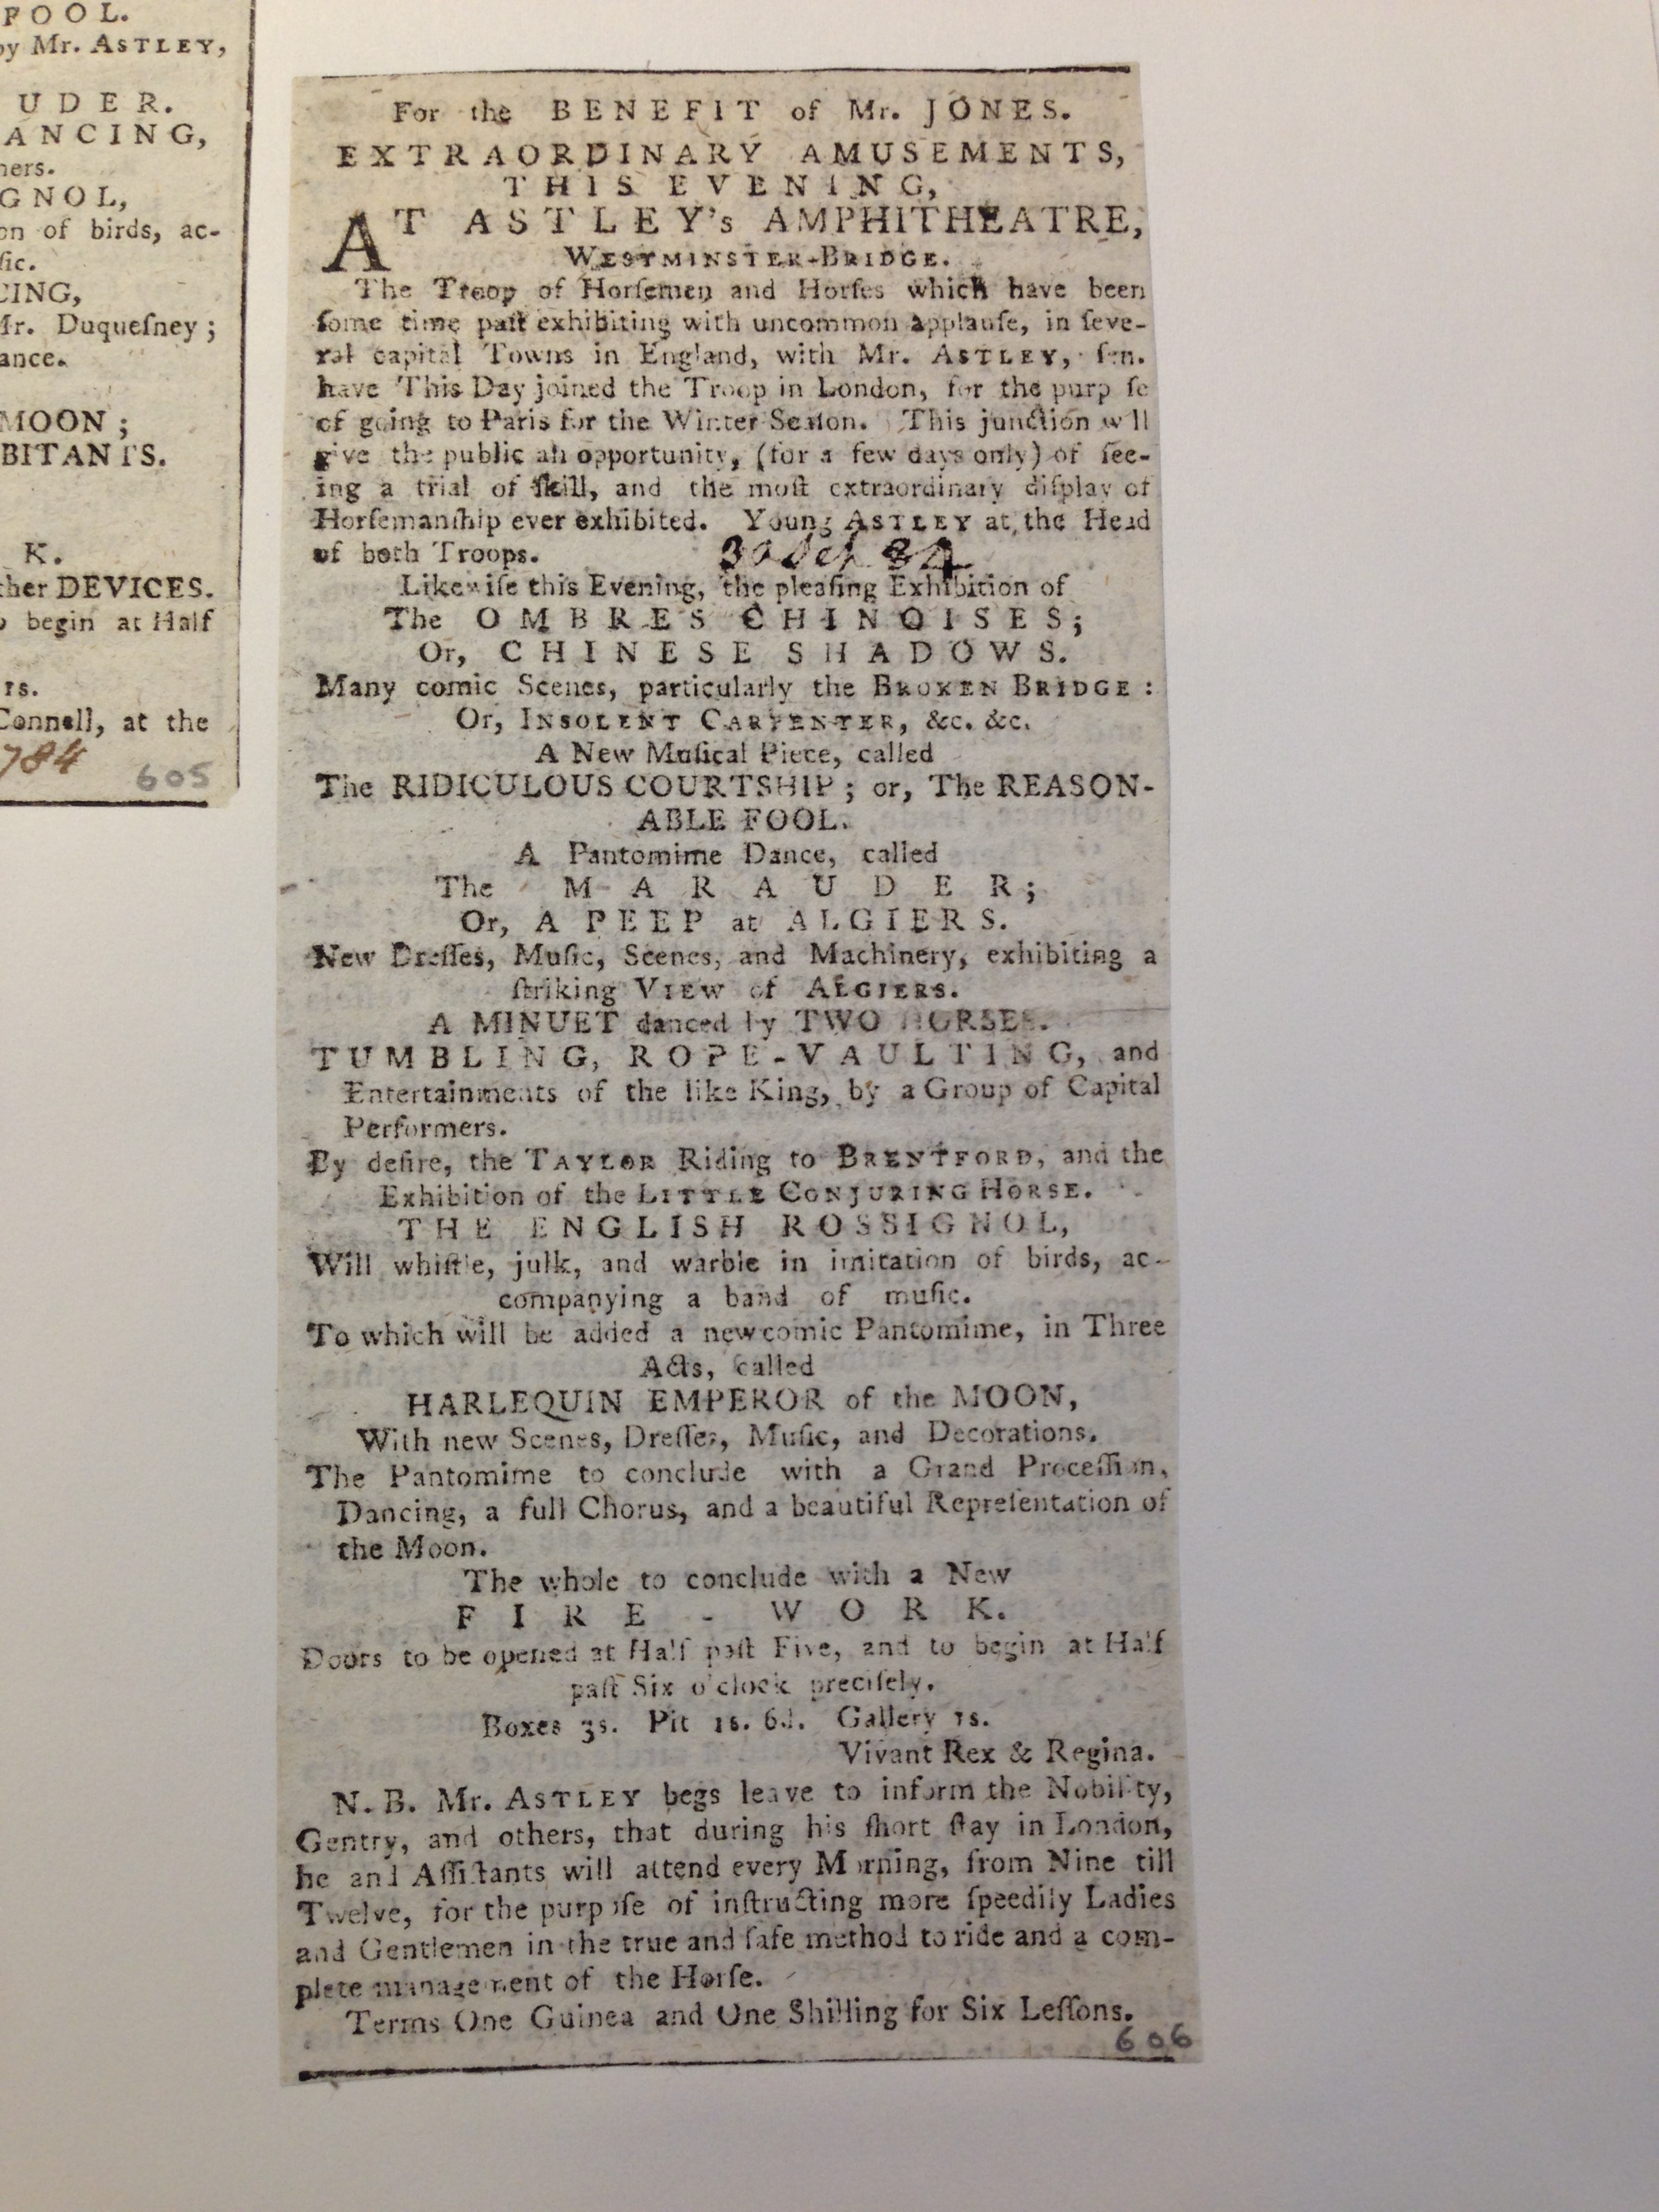 FOOL.
by Mr. ASTLEY,
UDER.
ANCING,
ners.
GNOL,
on of birds, ac-
ſic.
CING,
Mr. Duqueſney;
ance.
MOON;
BITANTS.
K.
ther DEVICES.
begin at Half
rs.
Connell, at the
784
605
For the BENEFIT of Mr. JONES.
EXTRAORDINARY AMUSEMENTS,
THIS EVENING,
AT ASTLEY's AMPHITHEATRE,
WESTMINSTER-BRIDGE.
The Troop of Horſemen and Horſes which have been
ſome time paſt exhibiting with uncommon applauſe, in ſeve-
ral capital Towns in England, with Mr. ASTLEY, ſen.
have This Day joined the Troop in London, for the purp ſe
of going to Paris for the Winter Seaſon. This junction w ll
give the public an opportunity, (for a few days only) of ſee-
ing a trial of ſkill, and the moſt extraordinary diſplay of
Horſemanſhip ever exhibited. Young ASTLEY at the Head
of both Troops.
30 Sep 84
Likewiſe this Evening, the pleaſing Exhibition of
The OMBRES CHINOISES;
Or, CHINESE SHADOWS.
Many comic Scenes, particularly the BROKEN BRIDGE:
Or, INSOLENT CARPENTER, &c. &c.
A New Muſical Piece, called
The RIDICULOUS COURTSHIP; or, The REASON-
ABLE FOOL.
A Pantomime Dance, called
The MARAUDER;
Or, A PEEP at ALGIERS.
New Dreſſes, Muſic, Scenes, and Machinery, exhibiting a
ſtriking VIEW of ALGIERS.
A MINUET danced by TWO HORSES.
TUMBLING, ROPE-VAULTING, and
Entertainments of the like King, by a Group of Capital
Performers.
By deſire, the TAYLOR Riding to BRENTFORD, and the
Exhibition of the LITTLE CONJURING HORSE.
THE ENGLISH ROSSIGNOL,
Will whiſtle, julk, and warble in imitation of birds, ac-
companying a band of muſic.
To which will be added a new comic Pantomime, in Three
Acts, called
HARLEQUIN EMPEROR of the MOON,
With new Scenes, Dreſſes, Muſic, and Decorations.
The Pantomime to conclude with a Grand Proceſſion,
Dancing, a full Chorus, and a beautiful Repreſentation of
the Moon.
The whole to conclude with a New
FIRE-WORK.
Doors to be opened at Half paſt Five, and to begin at Half
paſt Six o'clock preciſely.
Boxes 3s. Pit 1s. 6d. Gallery 1s.
Vivant Rex & Regina.
N. B. Mr. ASTLEY begs leave to inform the Nobility,
Gentry, and others, that during his ſhort ſtay in London,
he and Aſſiſtants will attend every Morning, from Nine till
Twelve, for the purpoſe of inſtructing more ſpeedily Ladies
and Gentlemen in the true and ſafe method to ride and a com-
plete management of the Horſe.
Terms One Guinea and One Shilling for Six Leſſons.
606